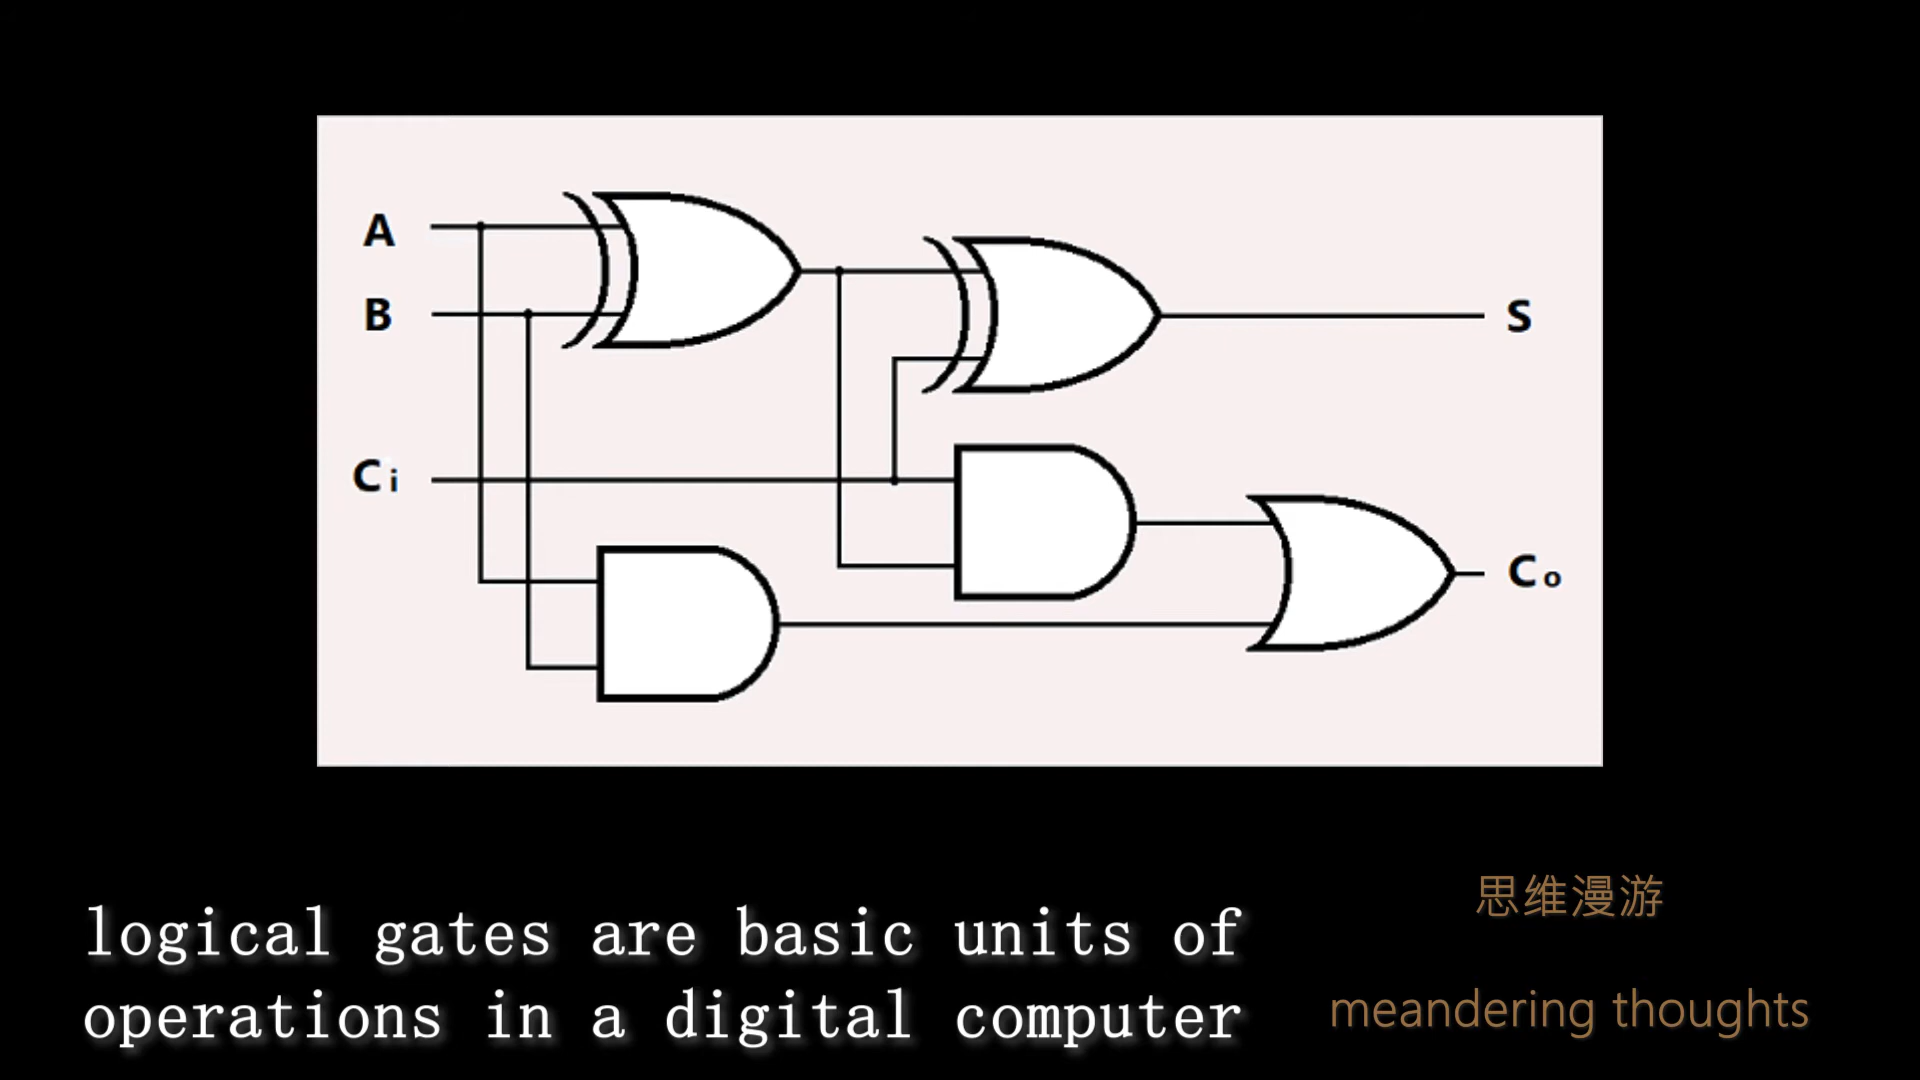 A
B
Ci
S
Co
logical gates are basic units of
operations in a digital computer
思维漫游
meandering thoughts